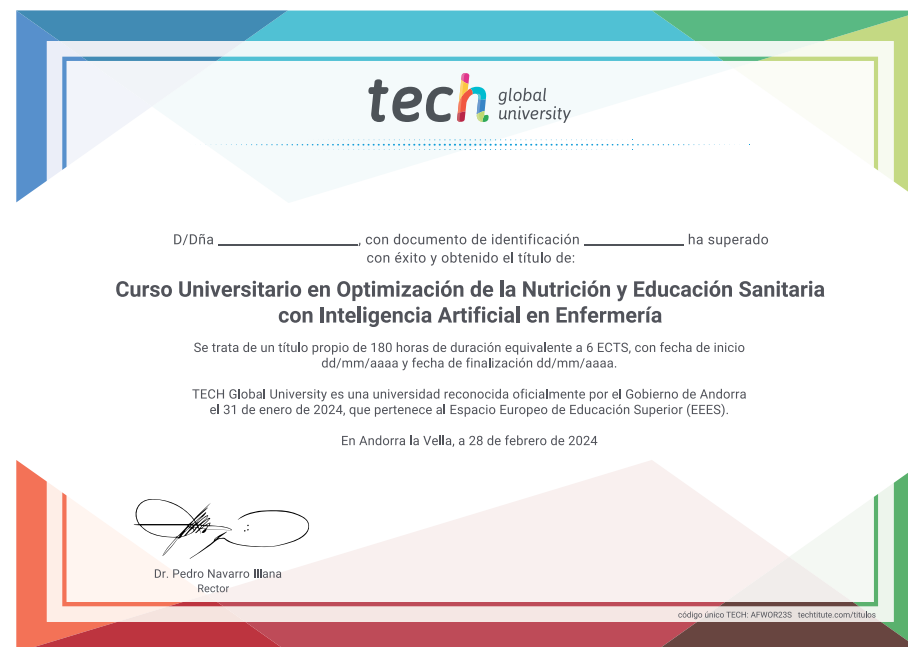 tech global university
D/Dña ____________, con documento de identificación ____________ ha superado
con éxito y obtenido el título de:
Curso Universitario en Optimización de la Nutrición y Educación Sanitaria
con Inteligencia Artificial en Enfermería
Se trata de un título propio de 180 horas de duración equivalente a 6 ECTS, con fecha de inicio
dd/mm/aaaa y fecha de finalización dd/mm/aaaa.
TECH Global University es una universidad reconocida oficialmente por el Gobierno de Andorra
el 31 de enero de 2024, que pertenece al Espacio Europeo de Educación Superior (EEES).
En Andorra la Vella, a 28 de febrero de 2024
Dr. Pedro Navarro Illana
Rector
código único TECH: AFWOR23S techtitute.com/titulos